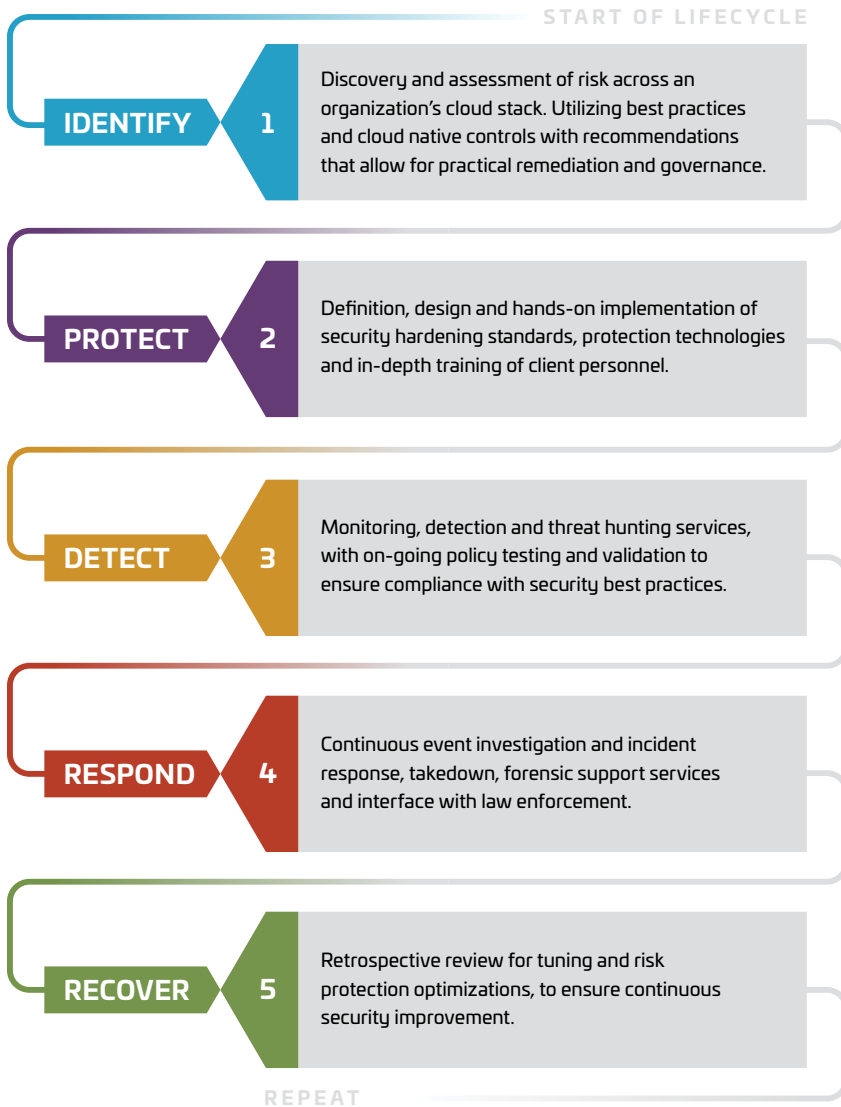 START OF LIFECYCLE
IDENTIFY
1
Discovery and assessment of risk across an
organization’s cloud stack. Utilizing best practices
and cloud native controls with recommendations
that allow for practical remediation and governance.
PROTECT
2
Definition, design and hands-on implementation of
security hardening standards, protection technologies
and in-depth training of client personnel.
DETECT
3
Monitoring, detection and threat hunting services,
with on-going policy testing and validation to
ensure compliance with security best practices.
RESPOND
4
Continuous event investigation and incident
response, takedown, forensic support services
and interface with law enforcement.
RECOVER
5
Retrospective review for tuning and risk
protection optimizations, to ensure continuous
security improvement.
REPEAT